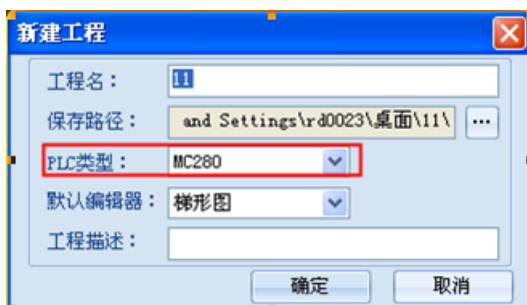 新建工程
工程名： 11
保存路径： and Settings\rd0023\桌面\11\ ...
PLC类型： MC280
默认编辑器： 梯形图
工程描述：
确定 取消